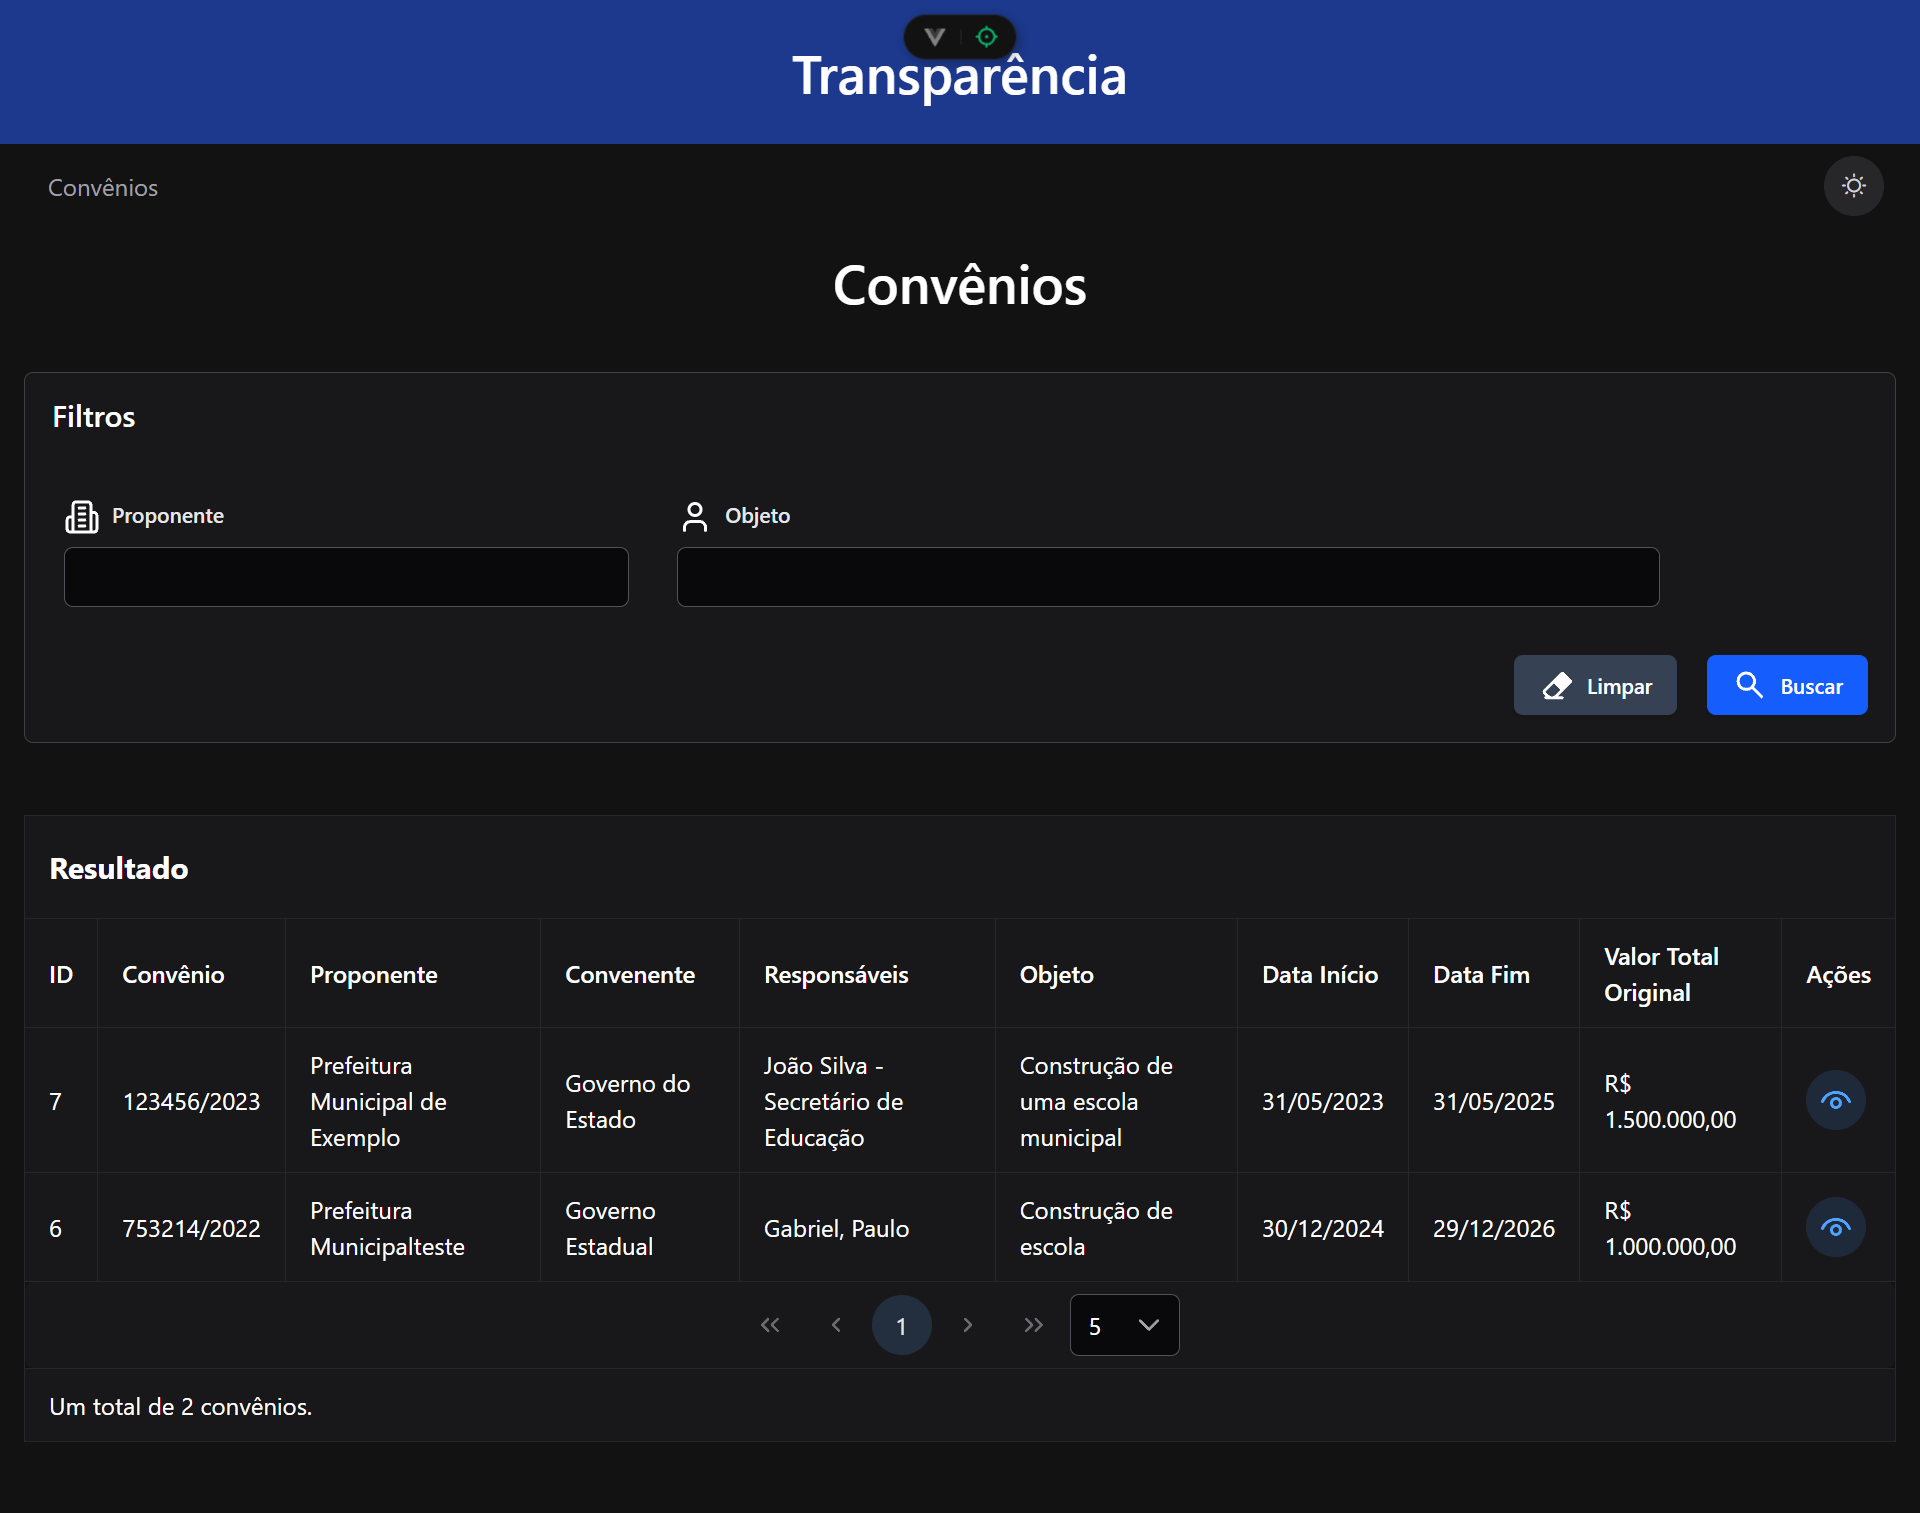 Transparência
Convênios
Convênios
Filtros
Proponente
Objeto
Limpar
Buscar
Resultado
ID
Convênio
Proponente
Convenente
Responsáveis
Objeto
Data Início
Data Fim
Valor Total
Original
Ações
7
123456/2023
Prefeitura
Municipal de
Exemplo
Governo do
Estado
João Silva -
Secretário de
Educação
Construção de
uma escola
municipal
31/05/2023
31/05/2025
R$
1.500.000,00
6
753214/2022
Prefeitura
Municipalteste
Governo
Estadual
Gabriel, Paulo
Construção de
escola
30/12/2024
29/12/2026
R$
1.000.000,00
1
5
Um total de 2 convênios.